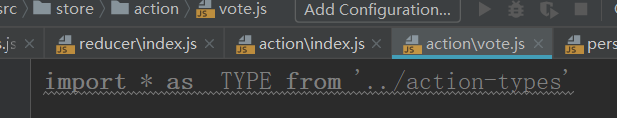 src store action vote.js Add Configuration...
s.js reducer\index.js action\index.js action\vote.js pers
import * as  TYPE from '../action-types'